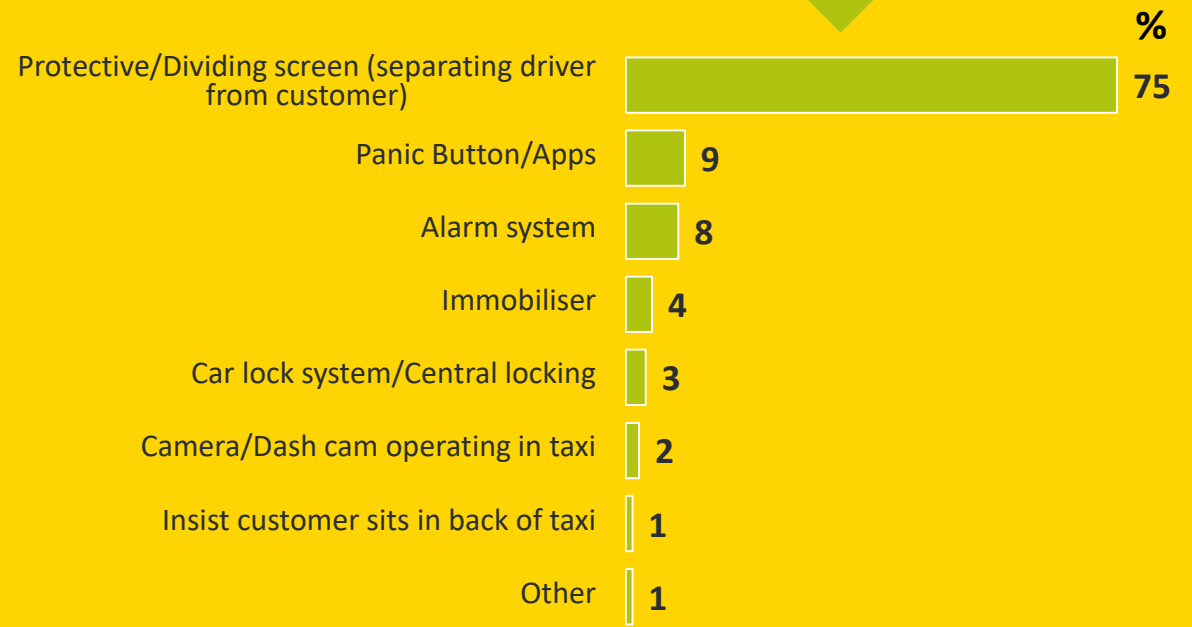 %
Protective/Dividing screen (separating driver
from customer)
75
Panic Button/Apps
9
Alarm system
8
Immobiliser
4
Car lock system/Central locking
3
Camera/Dash cam operating in taxi
2
Insist customer sits in back of taxi
1
Other
1